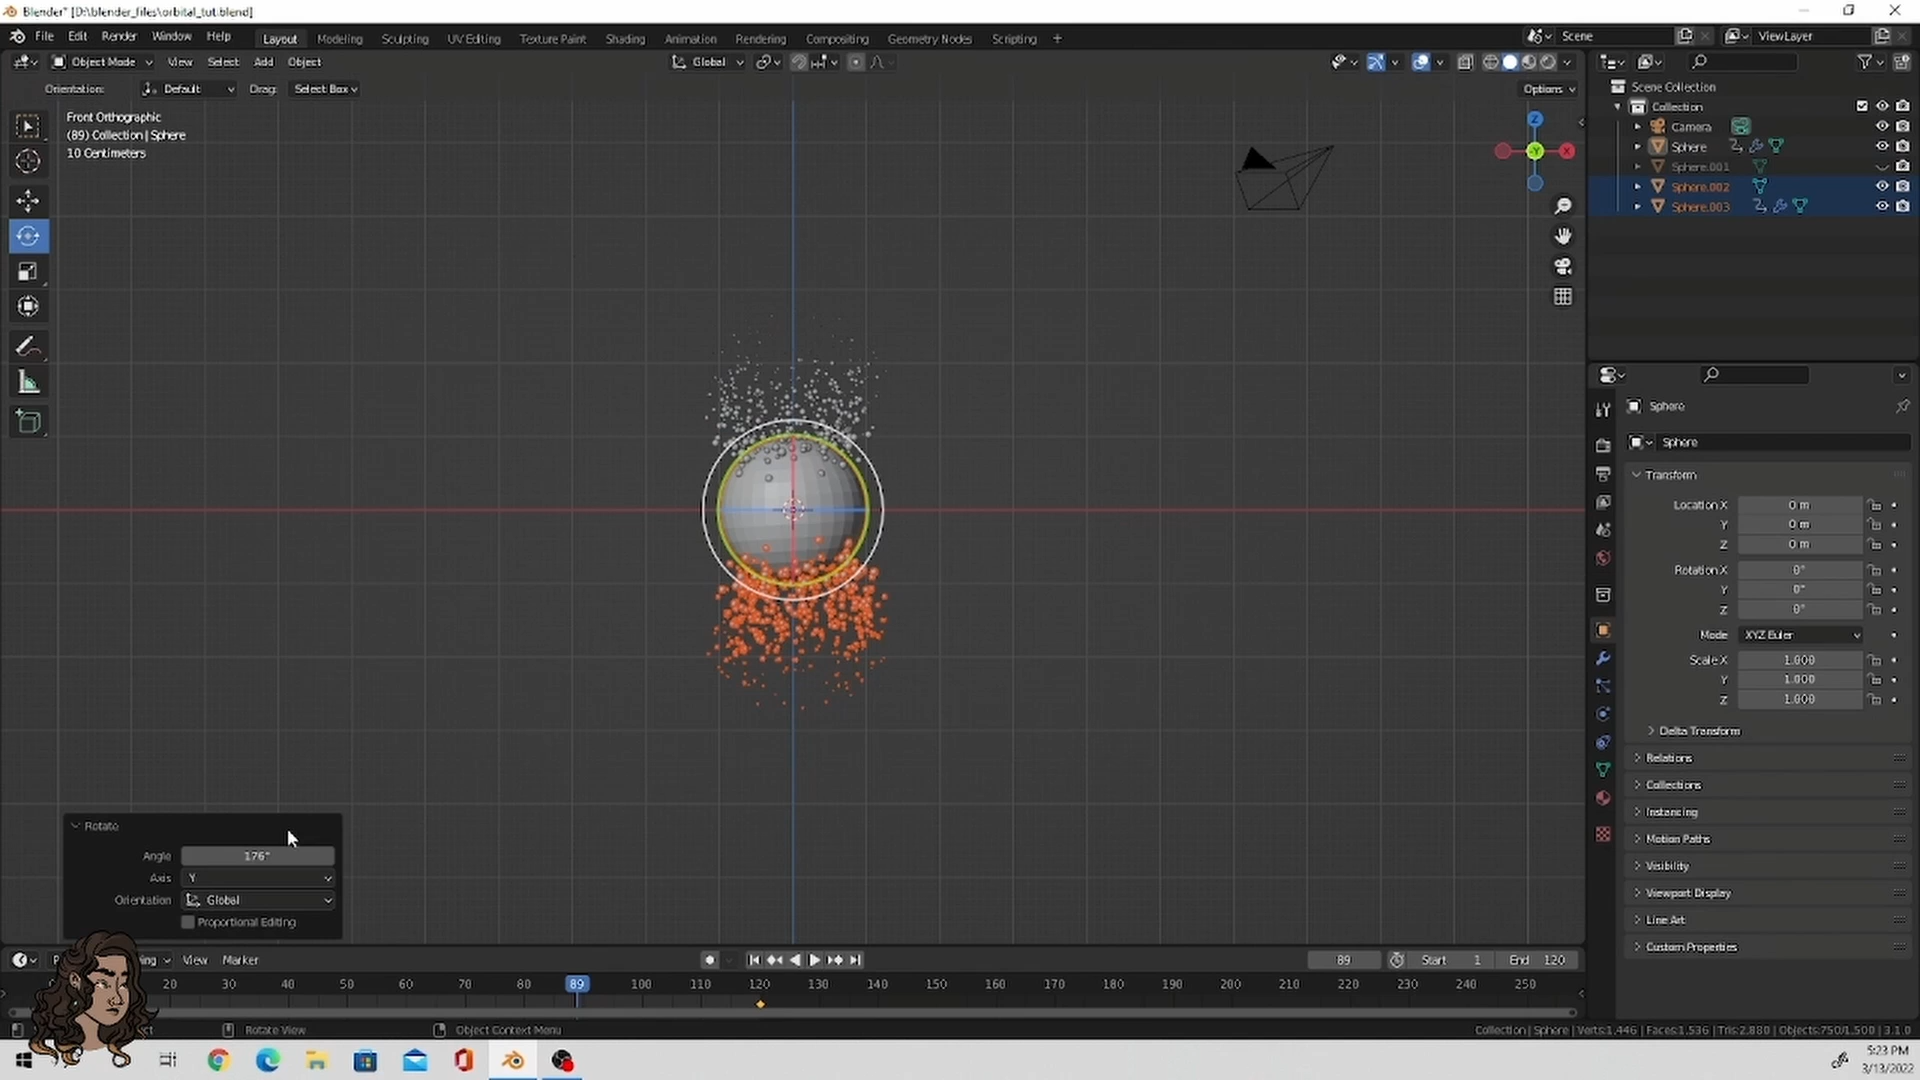 Blender* [D:\blender_files\orbital_tut.blend]
File Edit Render Window Help Layout Modeling Sculpting UV Editing Texture Paint Shading Animation Rendering Compositing Geometry Nodes Scripting + Scene ViewLayer
Object Mode View Select Add Object Global
Orientation: Default Drag: Select Box Options
Front Orthographic
(89) Collection | Sphere
10 Centimeters
Z
-Y
X
Scene Collection
Collection
Camera
Sphere
Sphere.001
Sphere.002
Sphere.003
Sphere
Sphere
Transform
Location X 0 m
Y 0 m
Z 0 m
Rotation X 0°
Y 0°
Z 0°
Mode XYZ Euler
Scale X 1.000
Y 1.000
Z 1.000
Delta Transform
Relations
Collections
Instancing
Motion Paths
Visibility
Viewport Display
Line Art
Custom Properties
Rotate
Angle 176°
Axis Y
Orientation Global
Proportional Editing
View Marker 89 Start 1 End 120
20 30 40 50 60 70 80 89 100 110 120 130 140 150 160 170 180 190 200 210 220 230 240 250
Rotate View Object Context Menu Collection | Sphere | Verts:1,446 | Faces:1,536 | Tris:2,880 | Objects:750/1,500 | 3.1.0
5:23 PM
3/13/2022